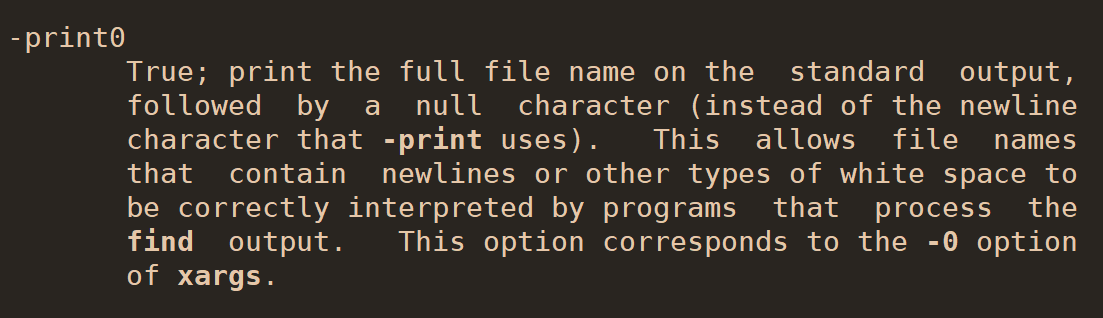 -print0
True; print the full file name on the standard output,
followed by a null character (instead of the newline
character that -print uses). This allows file names
that contain newlines or other types of white space to
be correctly interpreted by programs that process the
find output. This option corresponds to the -0 option
of xargs.